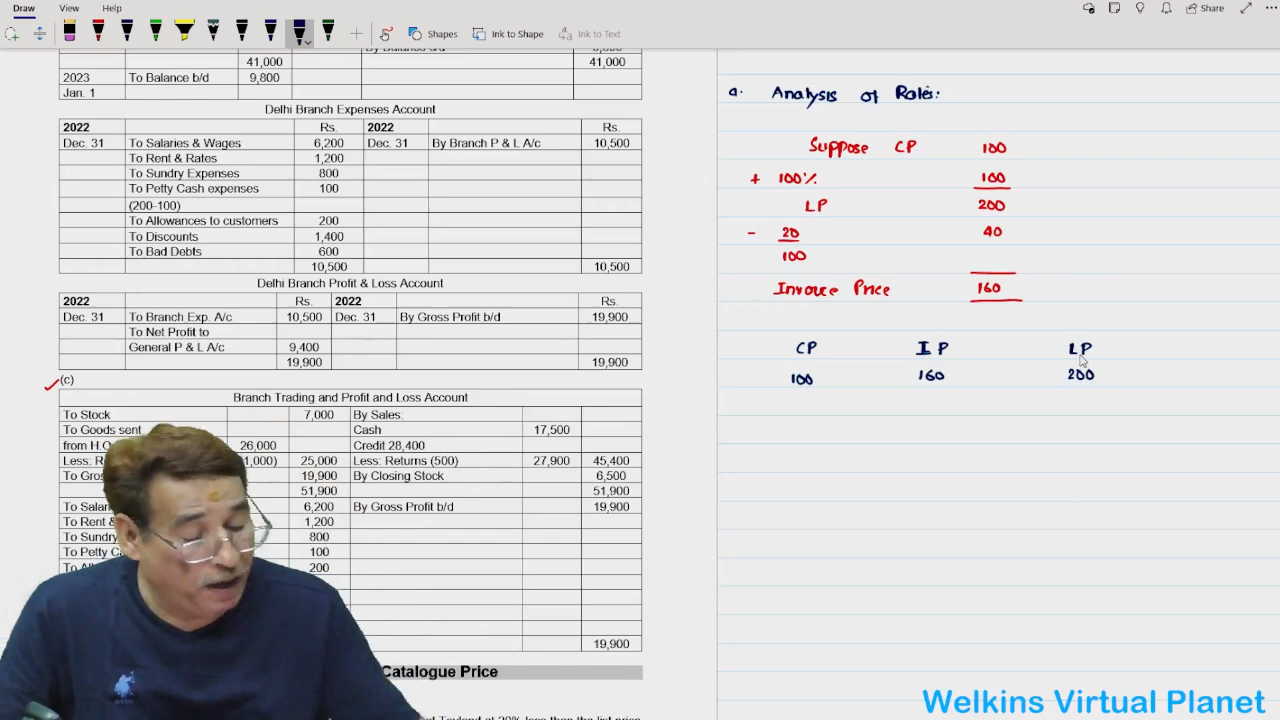 Draw View Help
Share
Shapes Ink to Shape Ink to Text
41,000 41,000
2023 To Balance b/d 9,800
Jan. 1
Delhi Branch Expenses Account
2022 Rs. 2022 Rs.
Dec. 31 To Salaries & Wages 6,200 Dec. 31 By Branch P & L A/c 10,500
To Rent & Rates 1,200
To Sundry Expenses 800
To Petty Cash expenses 100
(200-100)
To Allowances to customers 200
To Discounts 1,400
To Bad Debts 600
10,500 10,500
Delhi Branch Profit & Loss Account
2022 Rs. 2022 Rs.
Dec. 31 To Branch Exp. A/c 10,500 Dec. 31 By Gross Profit b/d 19,900
To Net Profit to
General P & L A/c 9,400
19,900 19,900
(c)
Branch Trading and Profit and Loss Account
To Stock 7,000 By Sales:
To Goods sent Cash 17,500
from H.O. 26,000 Credit 28,400
Less: 25,000 Less: Returns (500) 27,900 45,400
To 19,900 By Closing Stock 6,500
51,900 51,900
To 6,200 By Gross Profit b/d 19,900
To Rent 1,200
To Sundry 800
To Petty 100
To 200
19,900
Catalogue Price
at 20% less than the list price
a. Analysis of Rates:
Suppose CP 100
+ 100% 100
LP 200
- 20 40
100
Invoice Price 160
CP IP LP
100 160 200
Welkins Virtual Planet